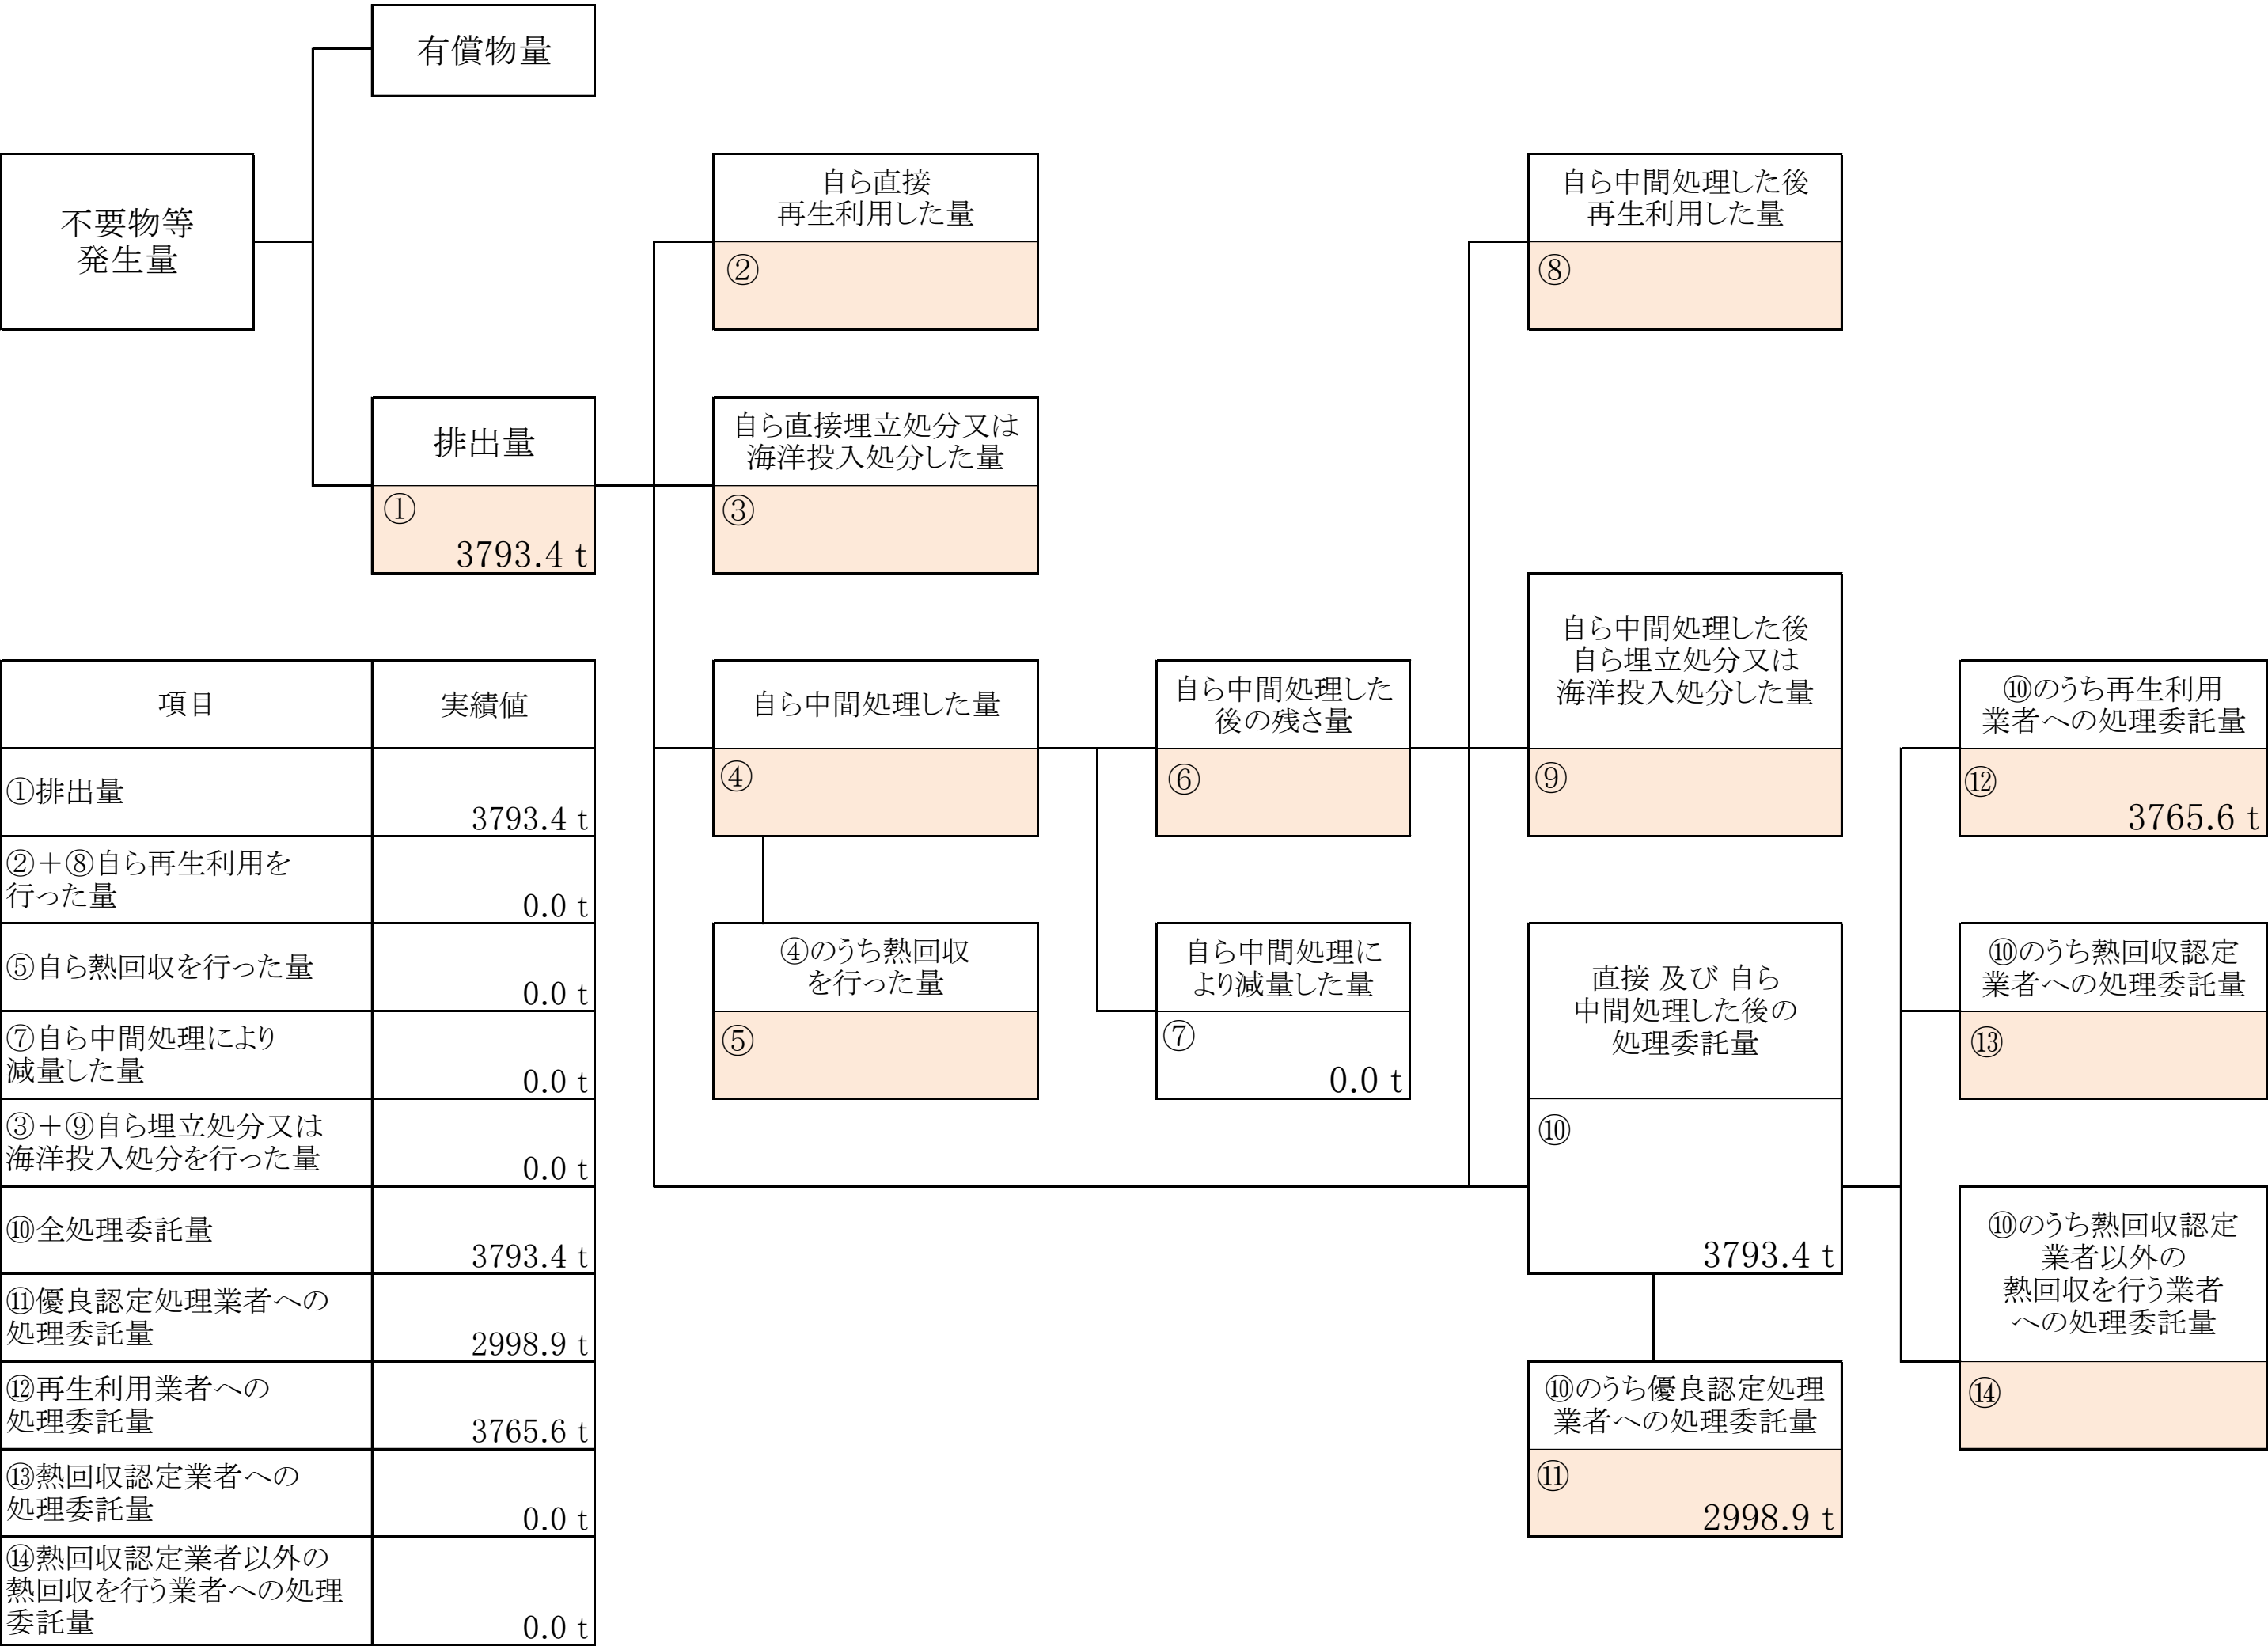 有償物量
不要物等
発生量
自ら直接
再生利用した量
②
自ら中間処理した後
再生利用した量
⑧
排出量
①
3793.4 t
自ら直接埋立処分又は
海洋投入処分した量
③
自ら中間処理した量
④
自ら中間処理した
後の残さ量
⑥
自ら中間処理した後
自ら埋立処分又は
海洋投入処分した量
⑨
⑩のうち再生利用
業者への処理委託量
⑫
3765.6 t
④のうち熱回収
を行った量
⑤
自ら中間処理に
より減量した量
⑦
0.0 t
直接 及び 自ら
中間処理した後の
処理委託量
⑩
3793.4 t
⑩のうち熱回収認定
業者への処理委託量
⑬
⑩のうち熱回収認定
業者以外の
熱回収を行う業者
への処理委託量
⑭
⑩のうち優良認定処理
業者への処理委託量
⑪
2998.9 t
項目 実績値
①排出量
3793.4 t
②＋⑧自ら再生利用を
行った量
0.0 t
⑤自ら熱回収を行った量
0.0 t
⑦自ら中間処理により
減量した量
0.0 t
③＋⑨自ら埋立処分又は
海洋投入処分を行った量
0.0 t
⑩全処理委託量
3793.4 t
⑪優良認定処理業者への
処理委託量
2998.9 t
⑫再生利用業者への
処理委託量
3765.6 t
⑬熱回収認定業者への
処理委託量
0.0 t
⑭熱回収認定業者以外の
熱回収を行う業者への処理
委託量
0.0 t